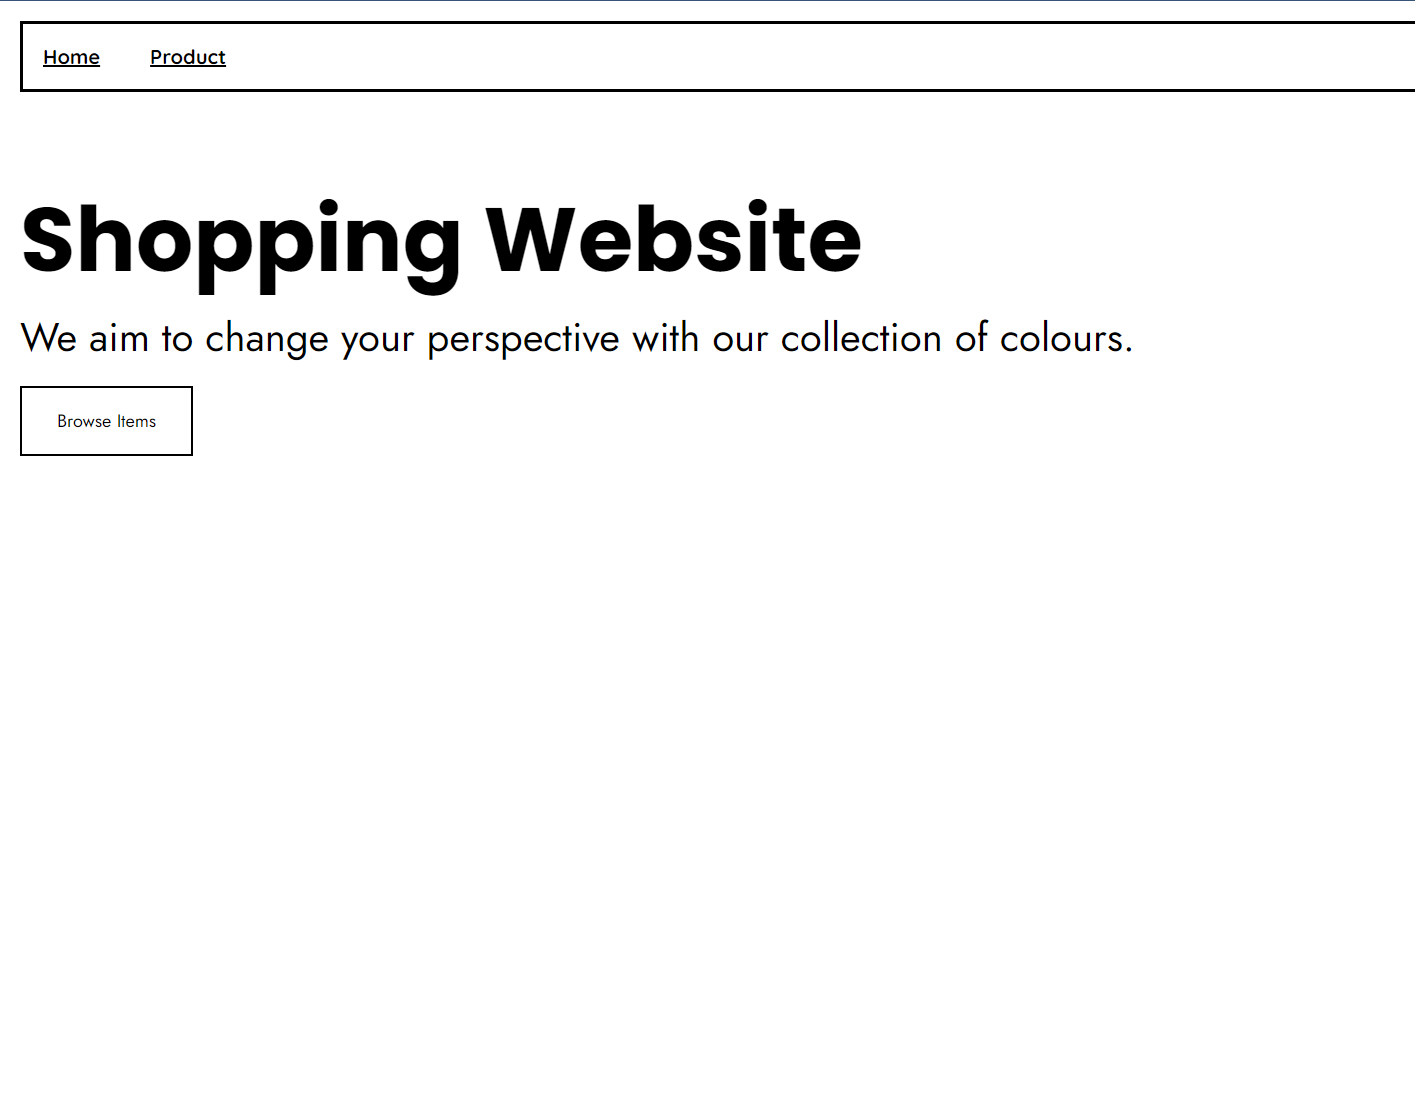 Home Product
Shopping Website
We aim to change your perspective with our collection of colours.
Browse Items